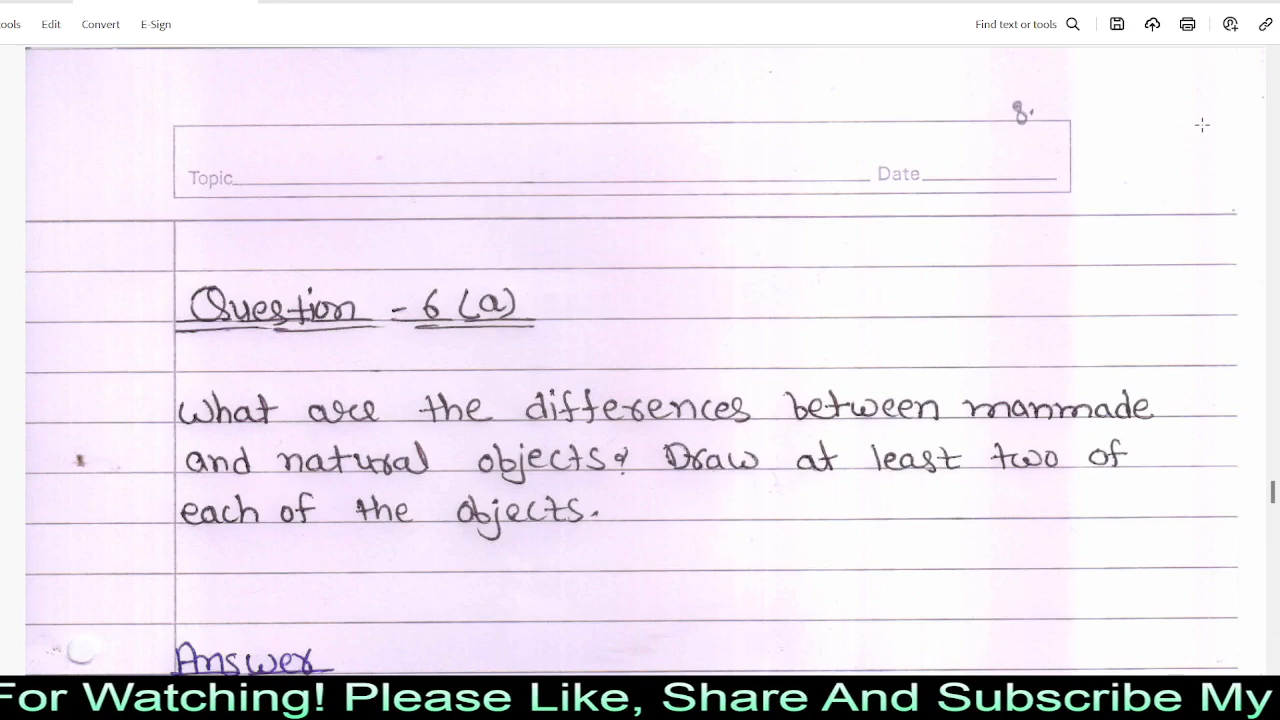 ools Edit Convert E-Sign Find text or tools
8.
Topic Date
Question - 6 (a)
What are the differences between manmade
and natural objects? Draw at least two of
each of the objects.
Answer
For Watching! Please Like, Share And Subscribe My